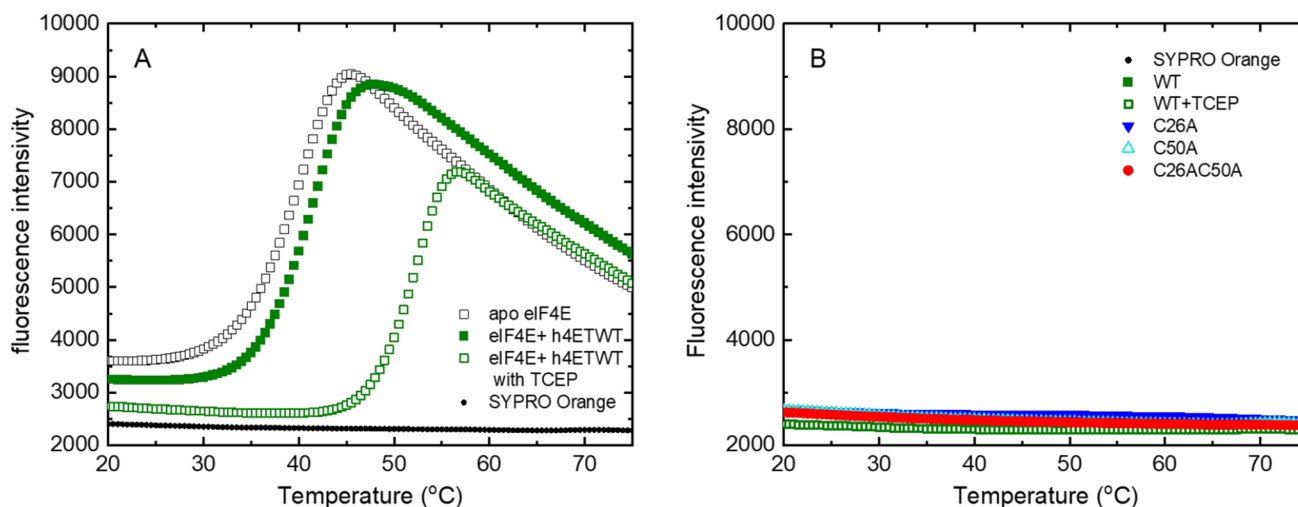 A
10000
9000
8000
7000
6000
5000
4000
3000
2000
fluorescence intensivity
apo eIF4E
eIF4E+ h4ETWT
eIF4E+ h4ETWT
with TCEP
SYPRO Orange
20 30 40 50 60 70
Temperature (°C)
B
10000
8000
6000
4000
2000
Fluorescence intensivity
SYPRO Orange
WT
WT+TCEP
C26A
C50A
C26AC50A
20 30 40 50 60 70
Temperature (°C)